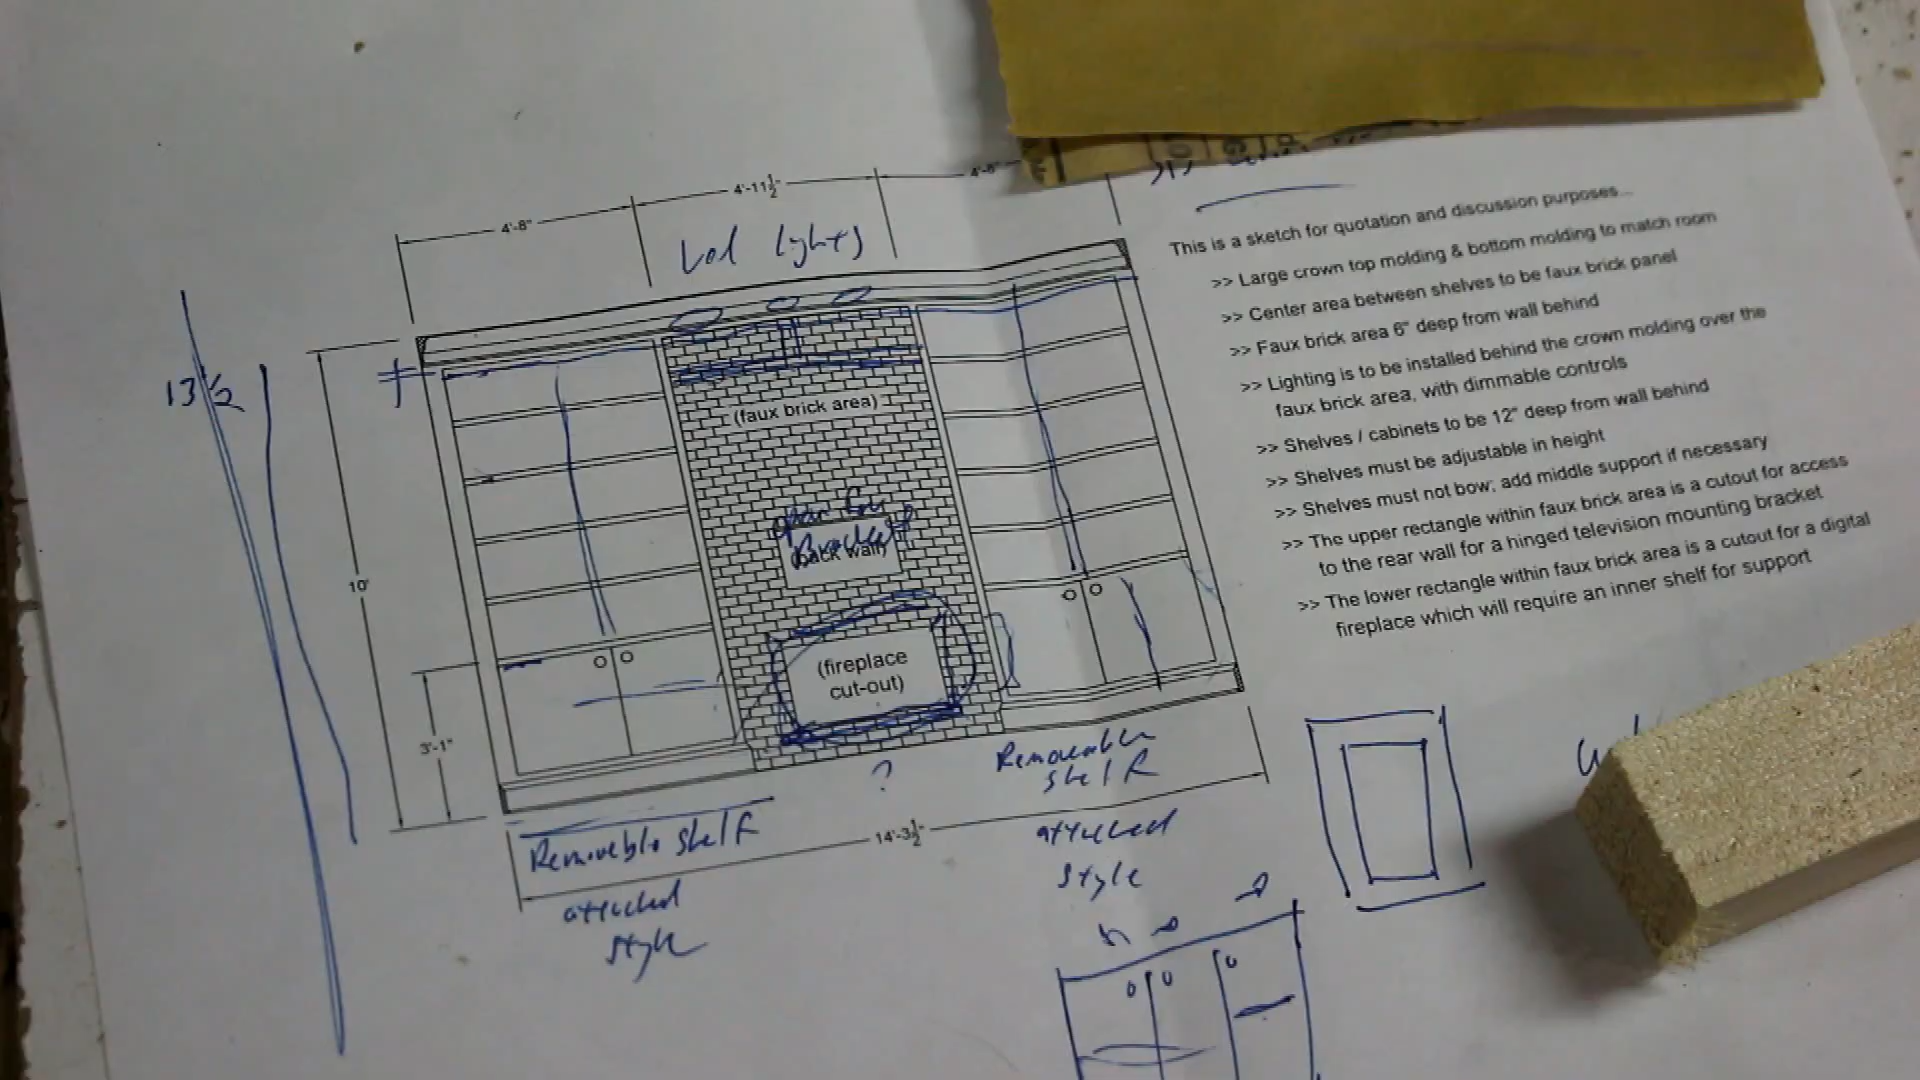 4'-8"
4'-11½"
4'-8"
Led lights
13 ½
10'
3'-1"
14'-3½"
(faux brick area)
open for
Bracket
(back wall)
(fireplace
cut-out)
?
Removeble shelf
attached
style
Removeble
shelf
attached
style
This is a sketch for quotation and discussion purposes...
>> Large crown top molding & bottom molding to match room
>> Center area between shelves to be faux brick panel
>> Faux brick area 6" deep from wall behind
>> Lighting is to be installed behind the crown molding over the
faux brick area, with dimmable controls
>> Shelves / cabinets to be 12" deep from wall behind
>> Shelves must be adjustable in height
>> Shelves must not bow; add middle support if necessary
>> The upper rectangle within faux brick area is a cutout for access
to the rear wall for a hinged television mounting bracket
>> The lower rectangle within faux brick area is a cutout for a digital
fireplace which will require an inner shelf for support